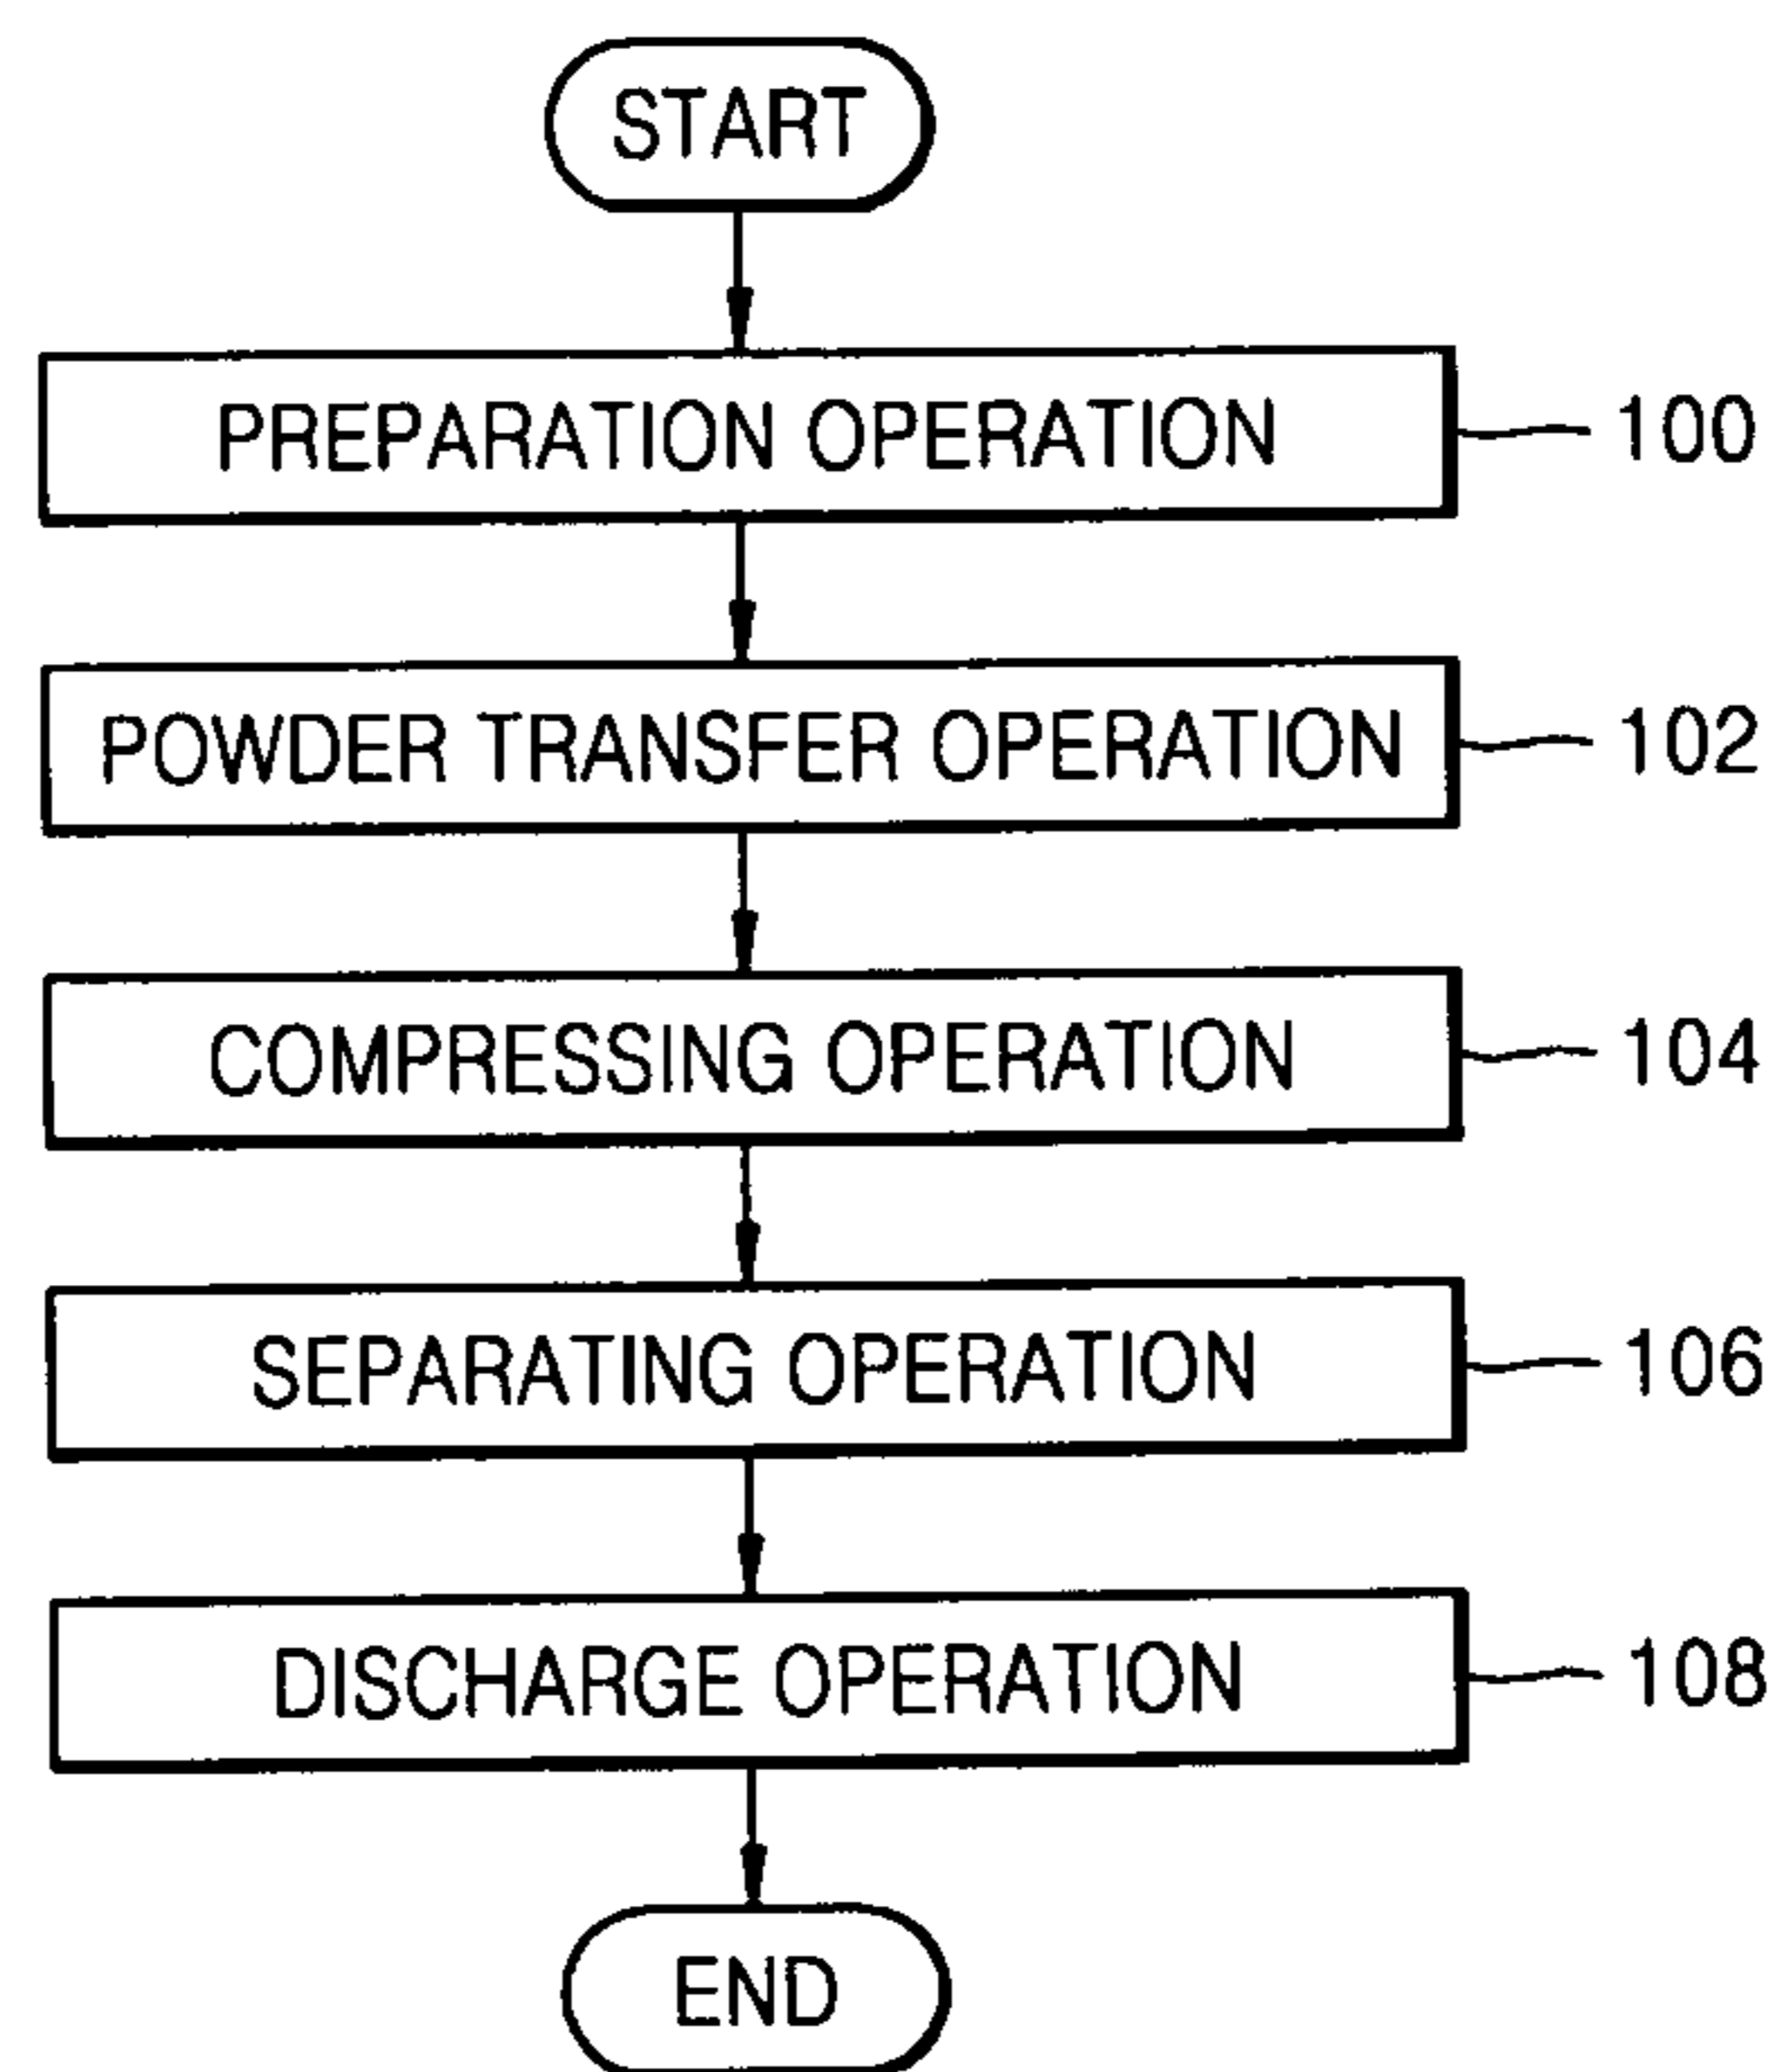 START
PREPARATION OPERATION 100
POWDER TRANSFER OPERATION 102
COMPRESSING OPERATION 104
SEPARATING OPERATION 106
DISCHARGE OPERATION 108
END